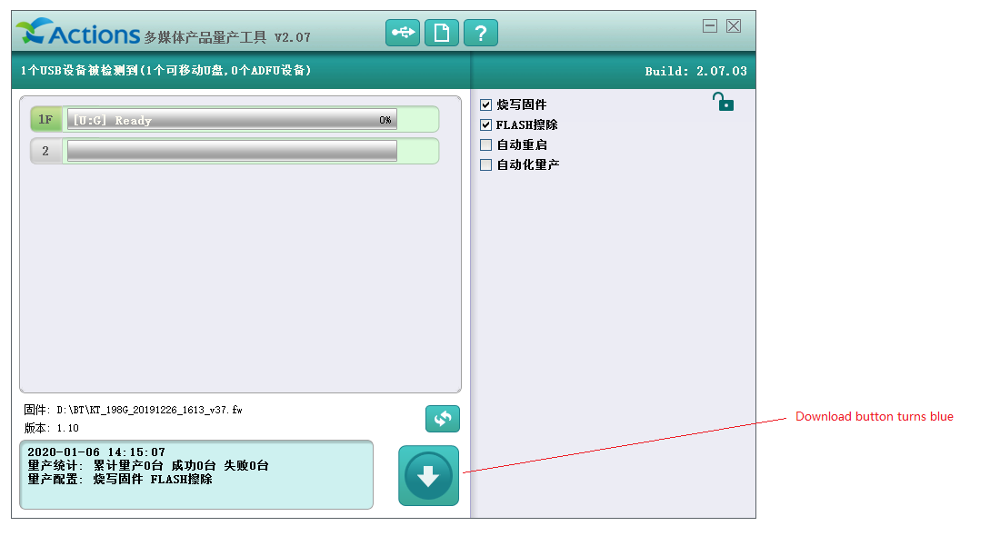 Actions 多媒体产品量产工具 V2.07
?
1个USB设备被检测到(1个可移动U盘,0个ADFU设备)
Build: 2.07.03
1F [U:G] Ready 0%
2
烧写固件
FLASH擦除
自动重启
自动化量产
固件: D:\BT\KT_198G_20191226_1613_v37.fw
版本: 1.10
2020-01-06 14:15:07
量产统计: 累计量产0台 成功0台 失败0台
量产配置: 烧写固件 FLASH擦除
Download button turns blue